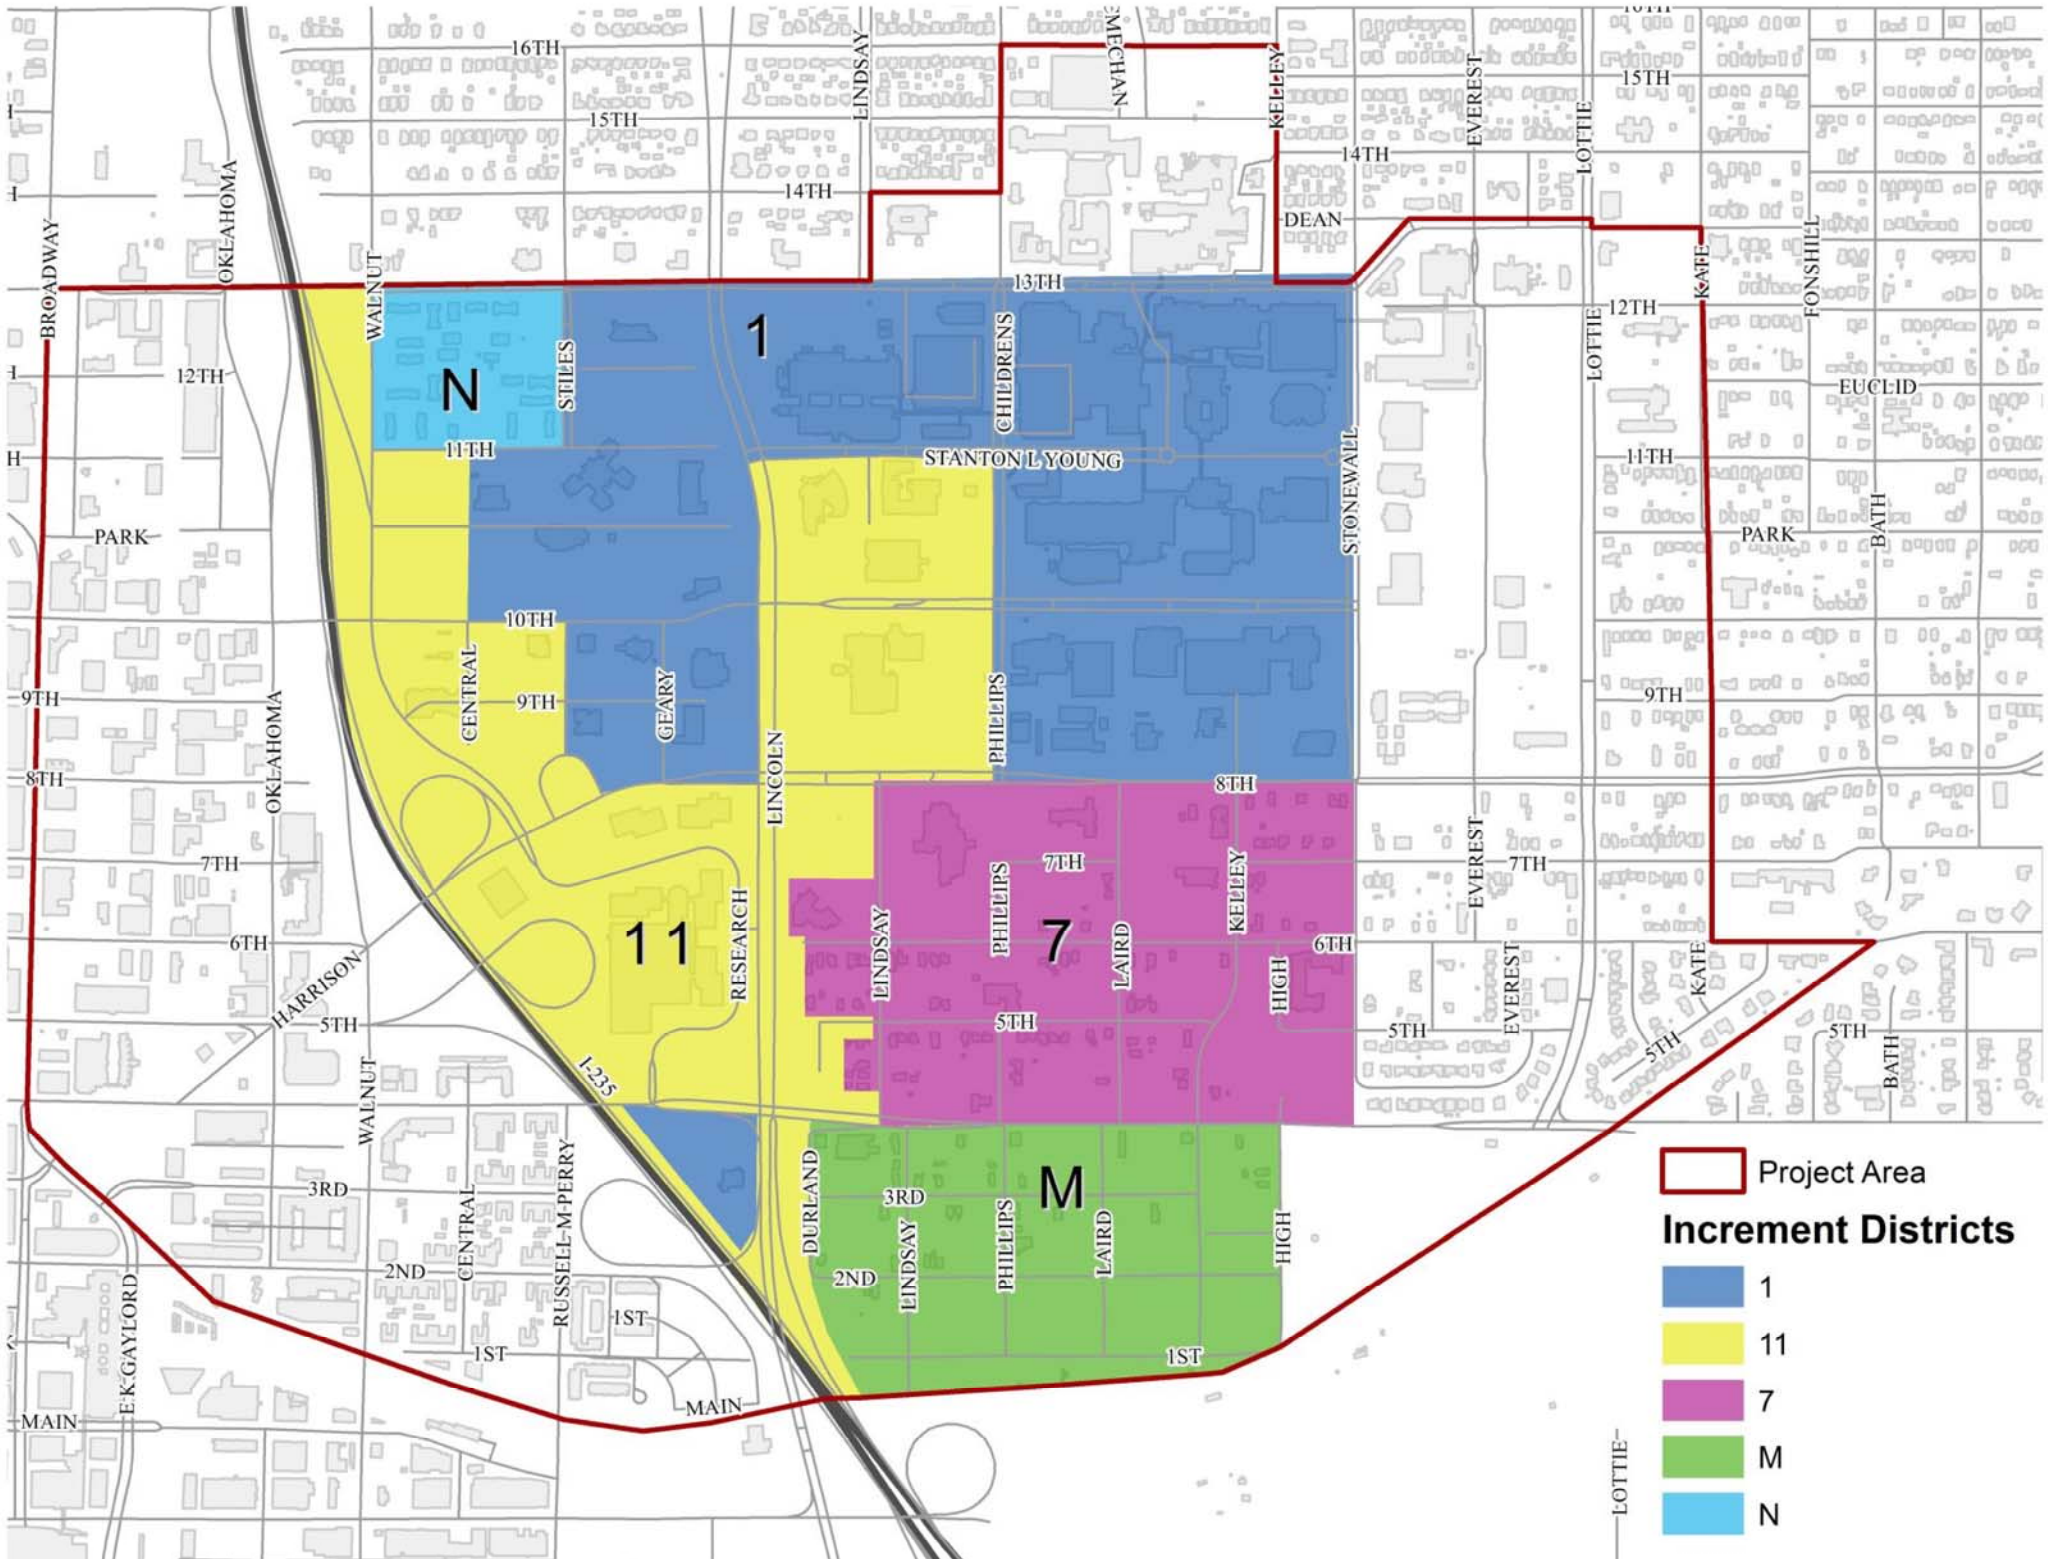 16TH
MECHAN
LINDSAY
KELLEY
EVEREST
15TH
15TH
LOTTIE
14TH
OKLAHOMA
14TH
DEAN
BROADWAY
WALNUT
13TH
KATE
FONSHILL
12TH
1
STILES
CHILDRENS
LOTTIE
12TH
N
EUCLID
11TH
STANTON L YOUNG
STONEWALL
11TH
PARK
PARK
BATH
10TH
9TH
OKLAHOMA
CENTRAL
9TH
GEARY
PHILLIPS
9TH
8TH
LINCOLN
8TH
7TH
7TH
KELLEY
EVEREST
7TH
PHILLIPS
6TH
11
RESEARCH
LINDSAY
7
LAIRD
6TH
HARRISON
HIGH
EVEREST
KATE
5TH
5TH
5TH
5TH
5TH
BATH
I-235
WALNUT
3RD
CENTRAL
RUSSELL M PERRY
DURLAND
3RD
M
LINDSAY
PHILLIPS
LAIRD
HIGH
2ND
2ND
E.K.GAYLORD
1ST
1ST
1ST
MAIN
MAIN
LOTTIE
Project Area
Increment Districts
1
11
7
M
N